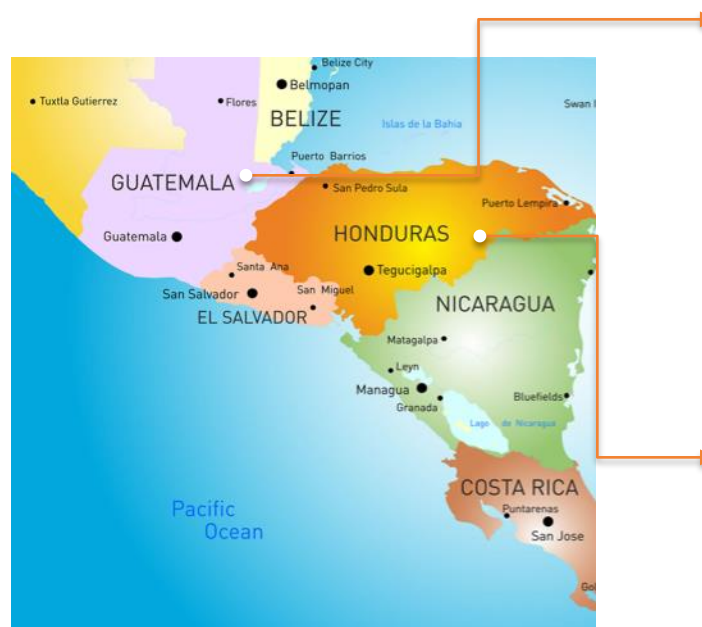 Belize City
Belmopan
Tuxtla Gutierrez
Flores
Swan
BELIZE
Islas de la Bahia
Puerto Barrios
GUATEMALA
San Pedro Sula
Puerto Lempira
Guatemala
HONDURAS
Santa Ana
Tegucigalpa
San Salvador
San Miguel
NICARAGUA
EL SALVADOR
Matagalpa
Leyn
Managua
Granada
Bluefields
Lago de Nicaragua
COSTA RICA
Puntarenas
Pacific
Ocean
San Jose